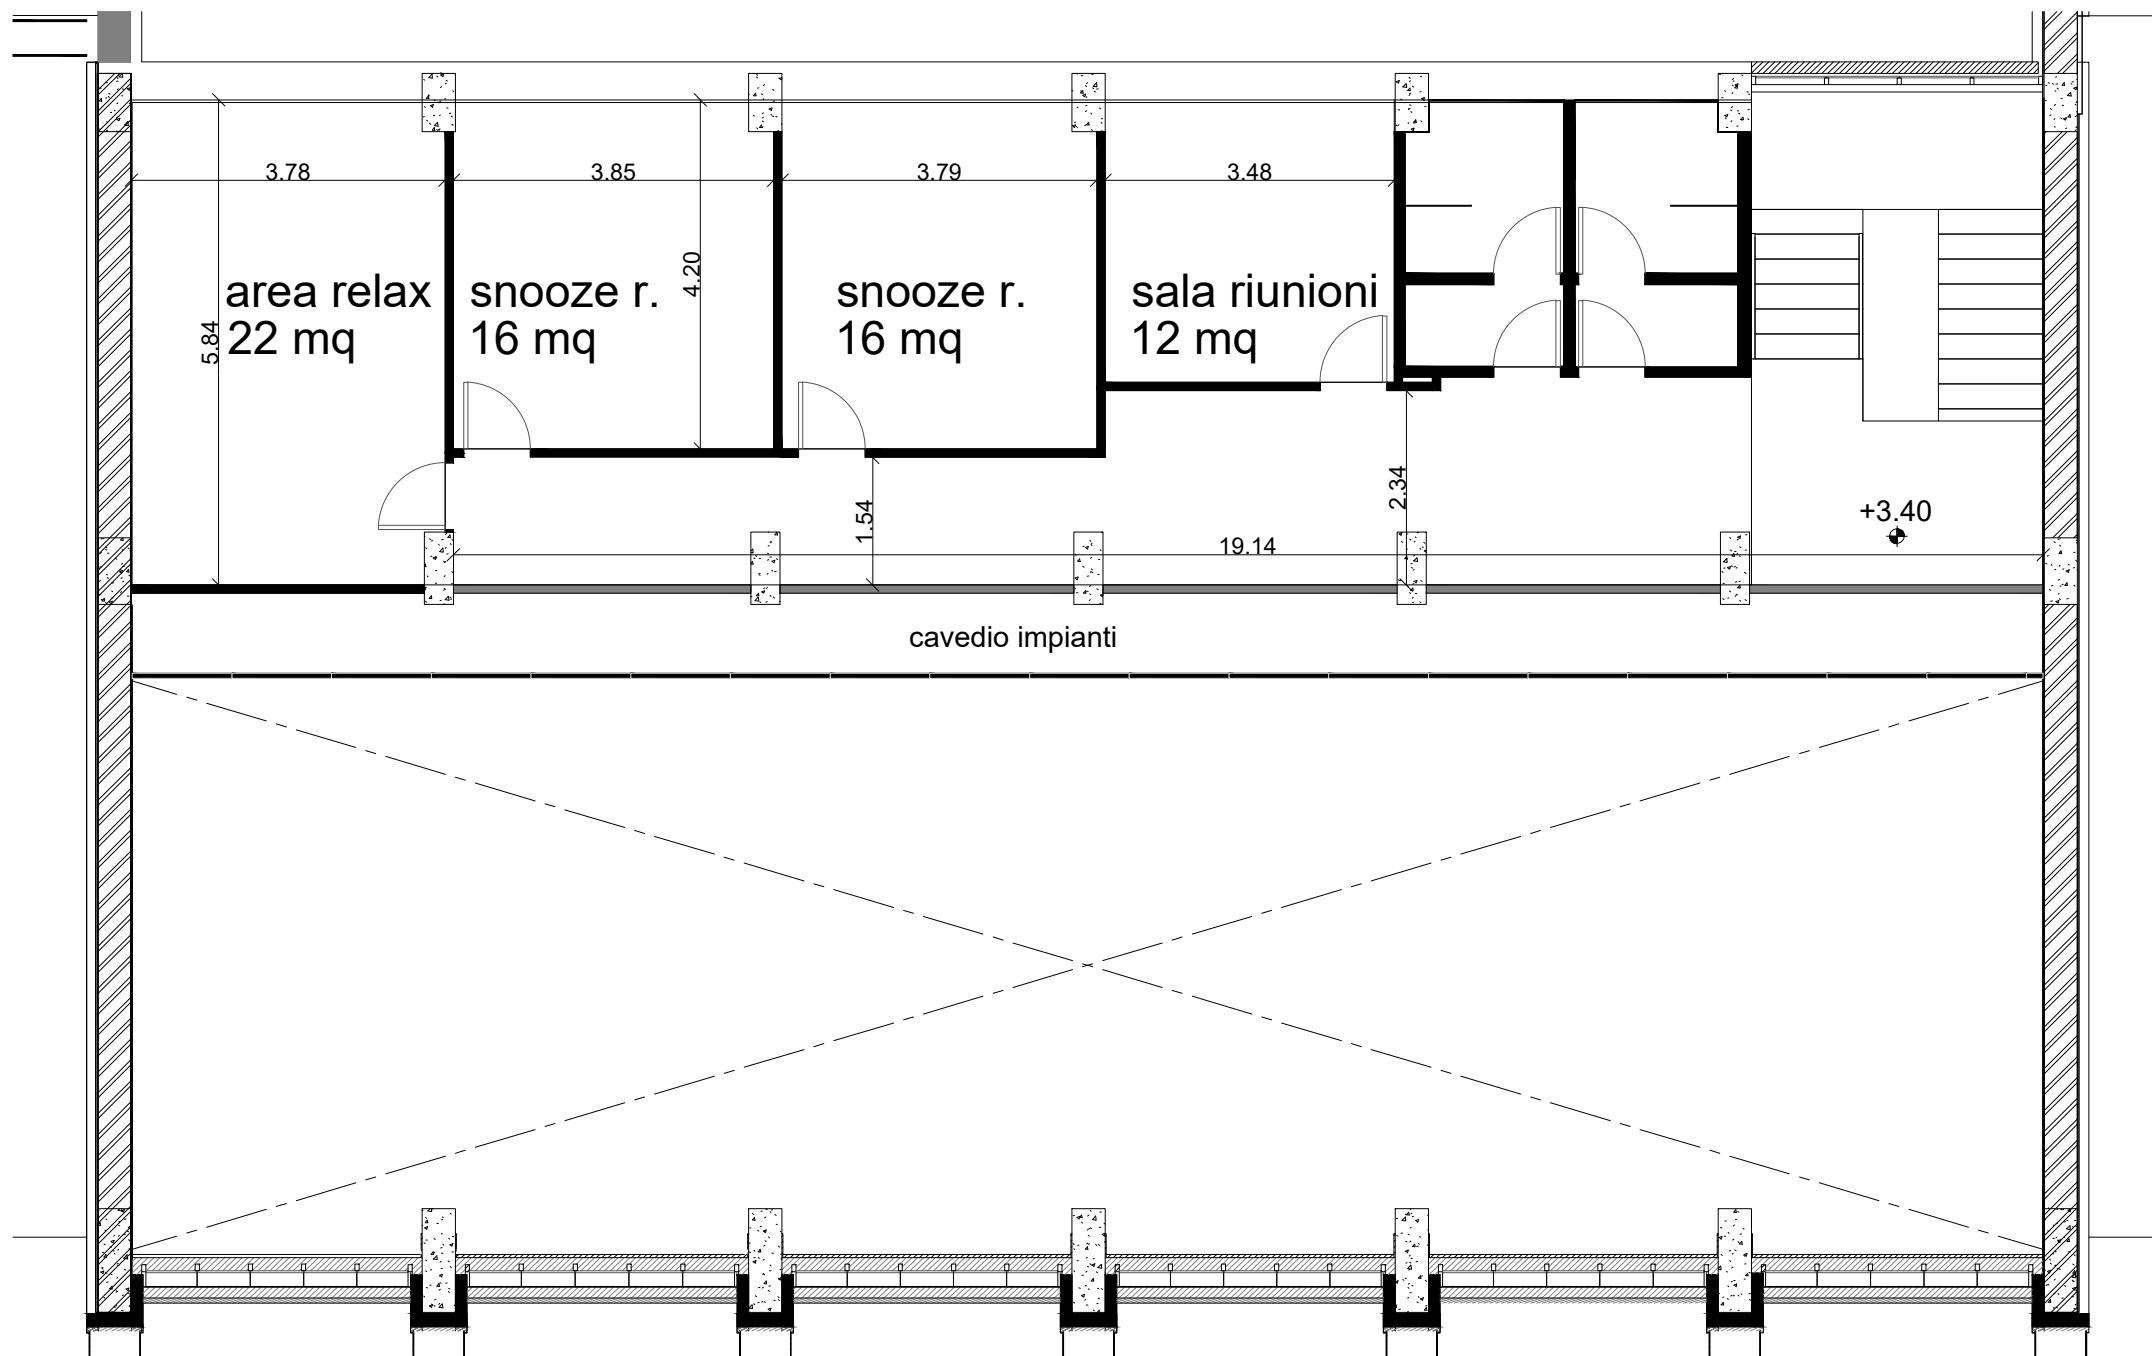 3.78
3.85
3.79
3.48
4.20
area relax
22 mq
snooze r.
16 mq
snooze r.
16 mq
sala riunioni
12 mq
5.84
2.34
1.54
+3.40
19.14
cavedio impianti